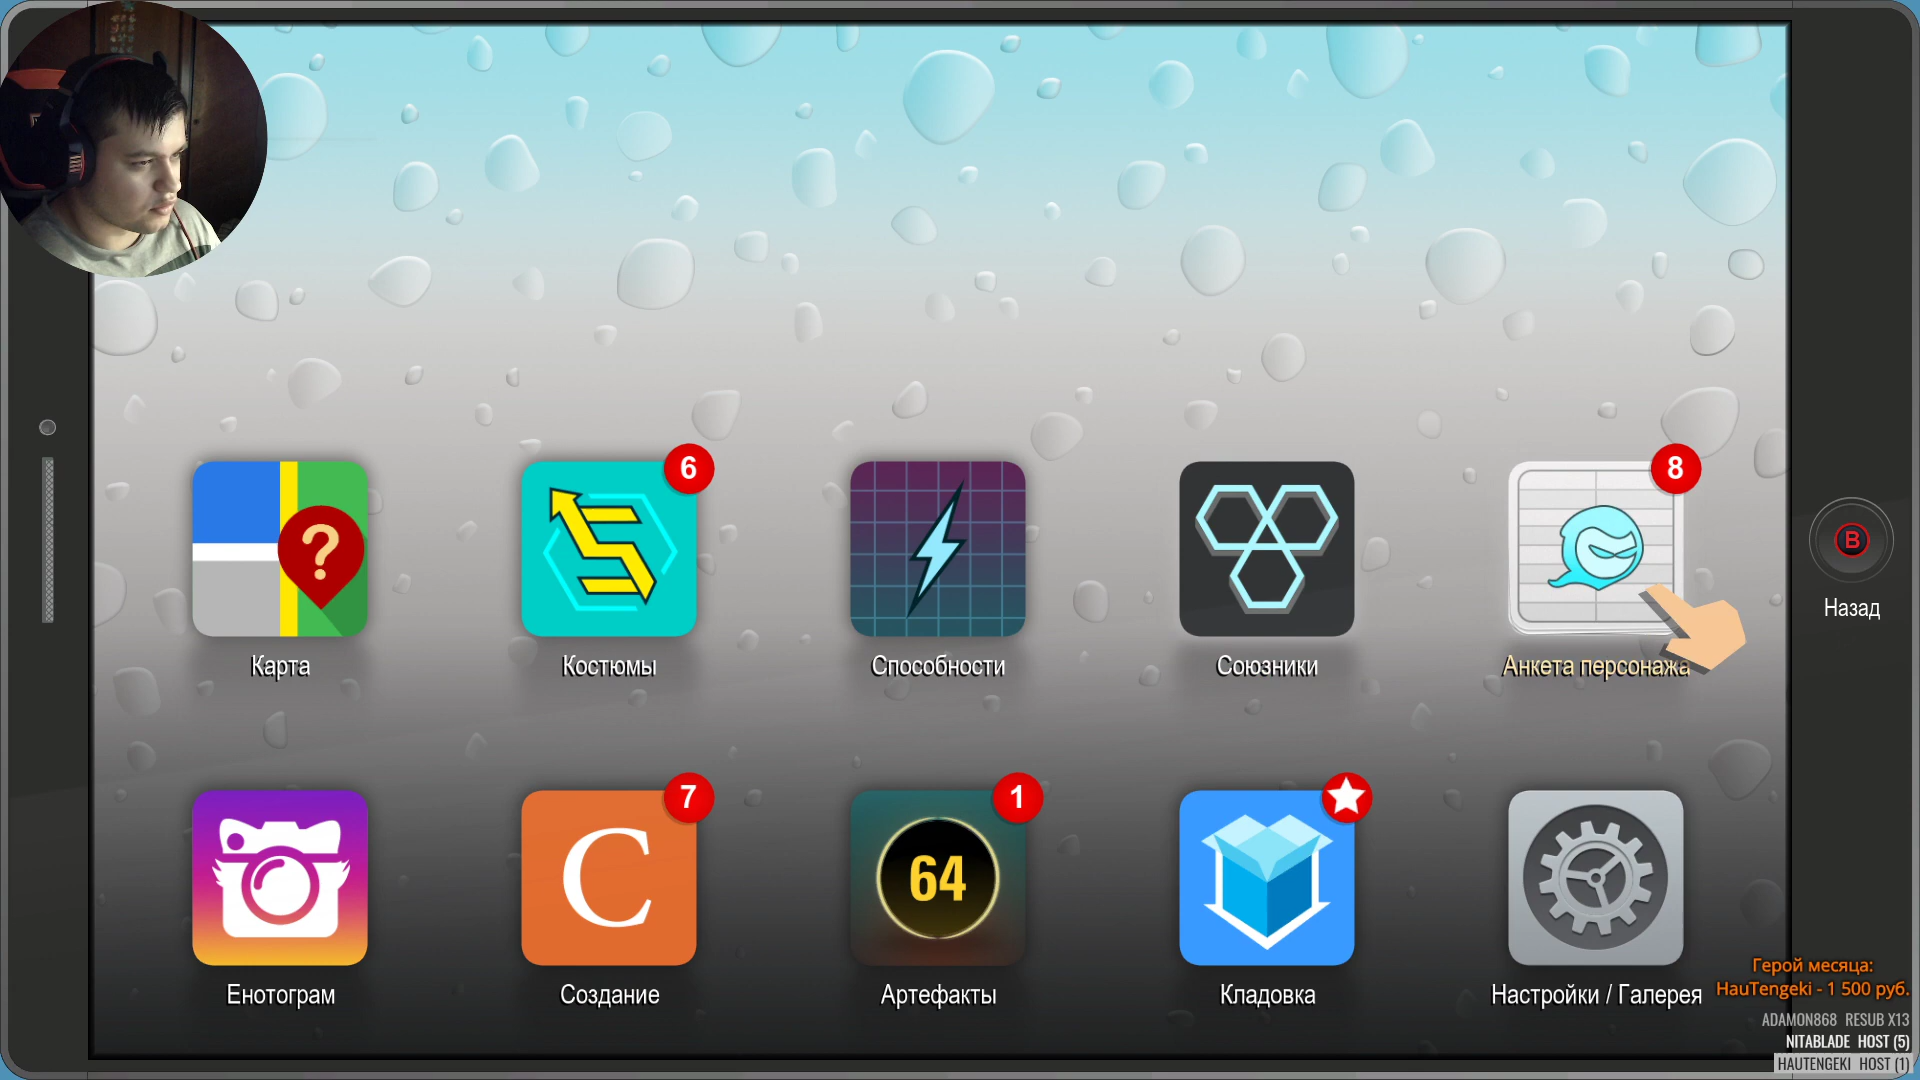 6
8
B
Назад
Карта
Костюмы
Способности
Союзники
Анкета персонажа
7
1
C
64
Енотограм
Создание
Артефакты
Кладовка
Настройки / Галерея
Герой месяца:
HauTengeki - 1 500 руб.
ADAMON868 RESUB X13
NITABLADE HOST (5)
HAUTENGEKI HOST (1)
?